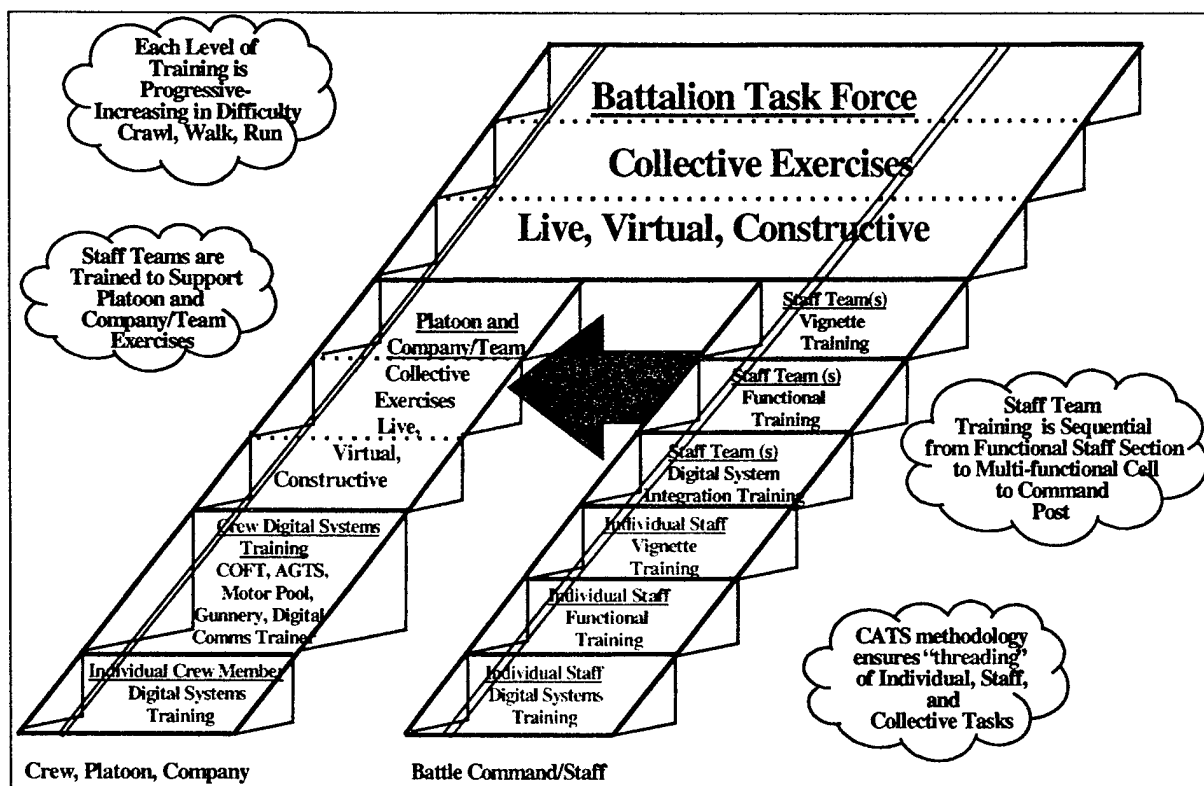 Each Level of
Training is
Progressive-
Increasing in Difficulty
Crawl, Walk, Run
Battalion Task Force
Collective Exercises
Live, Virtual, Constructive
Staff Teams are
Trained to Support
Platoon and
Company/Team
Exercises
Platoon and
Company/Team
Collective
Exercises
Live,
Virtual,
Constructive
Crew Digital Systems
Training
COFT, AGTS,
Motor Pool,
Gunnery, Digital
Comms Trainer
Individual Crew Member
Digital Systems
Training
Crew, Platoon, Company
Staff Team(s)
Vignette
Training
Staff Team (s)
Functional
Training
Staff Team (s)
Digital System
Integration Training
Individual Staff
Vignette
Training
Individual Staff
Functional
Training
Individual Staff
Digital Systems
Training
Battle Command/Staff
Staff Team
Training is Sequential
from Functional Staff Section
to Multi-functional Cell
to Command
Post
CATS methodology
ensures "threading"
of Individual, Staff,
and
Collective Tasks